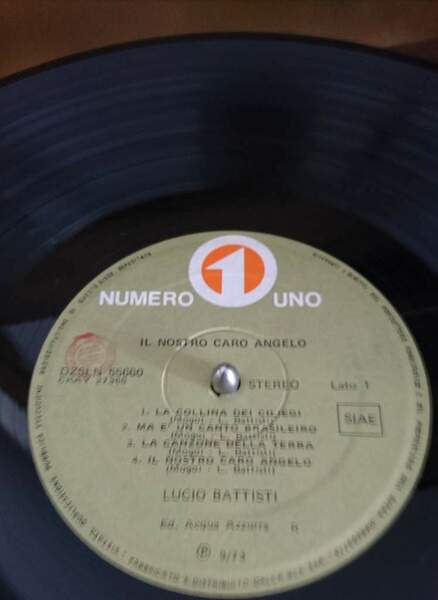 NUMERO 1 UNO
IL NOSTRO CARO ANGELO
DZSLN 55660
STEREO
Lato 1
SIAE
1. LA COLLINA DEI CILIEGI
(Mogol - L. Battisti)
2. MA E' UN CANTO BRASILEIRO
(Mogol - L. Battisti)
3. LA CANZONE DELLA TERRA
(Mogol - L. Battisti)
4. IL NOSTRO CARO ANGELO
(Mogol - L. Battisti)
LUCIO BATTISTI
Ed. Acqua Azzurra
Ⓟ 9/73